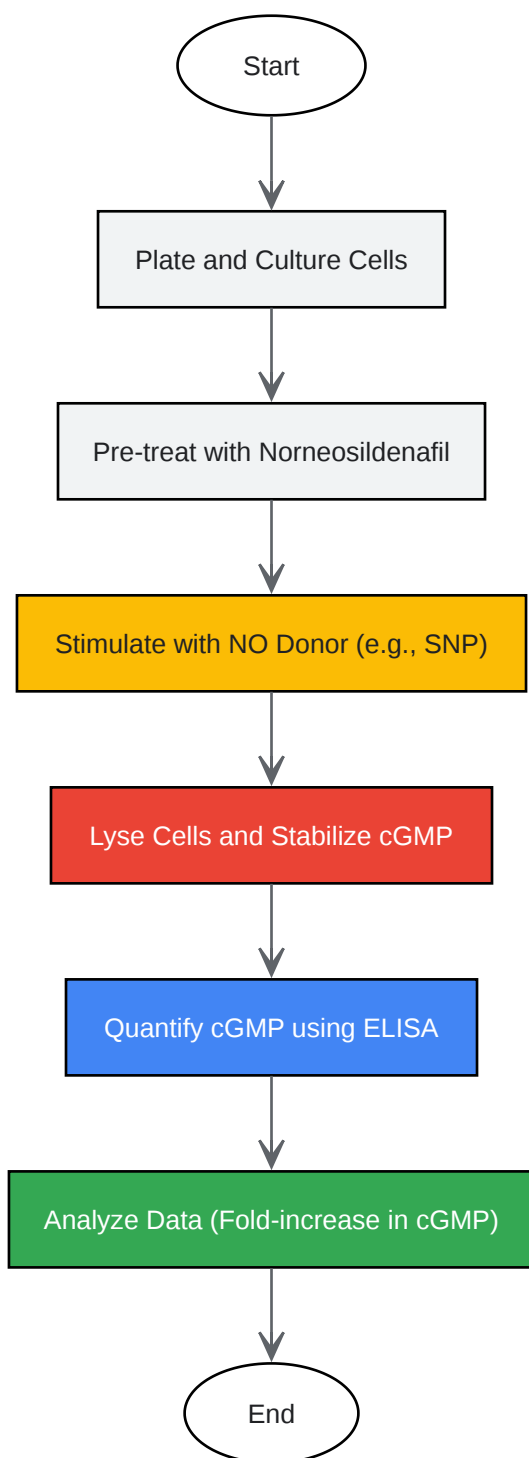 Start
Plate and Culture Cells
Pre-treat with Norneosildenafil
Stimulate with NO Donor (e.g., SNP)
Lyse Cells and Stabilize cGMP
Quantify cGMP using ELISA
Analyze Data (Fold-increase in cGMP)
End